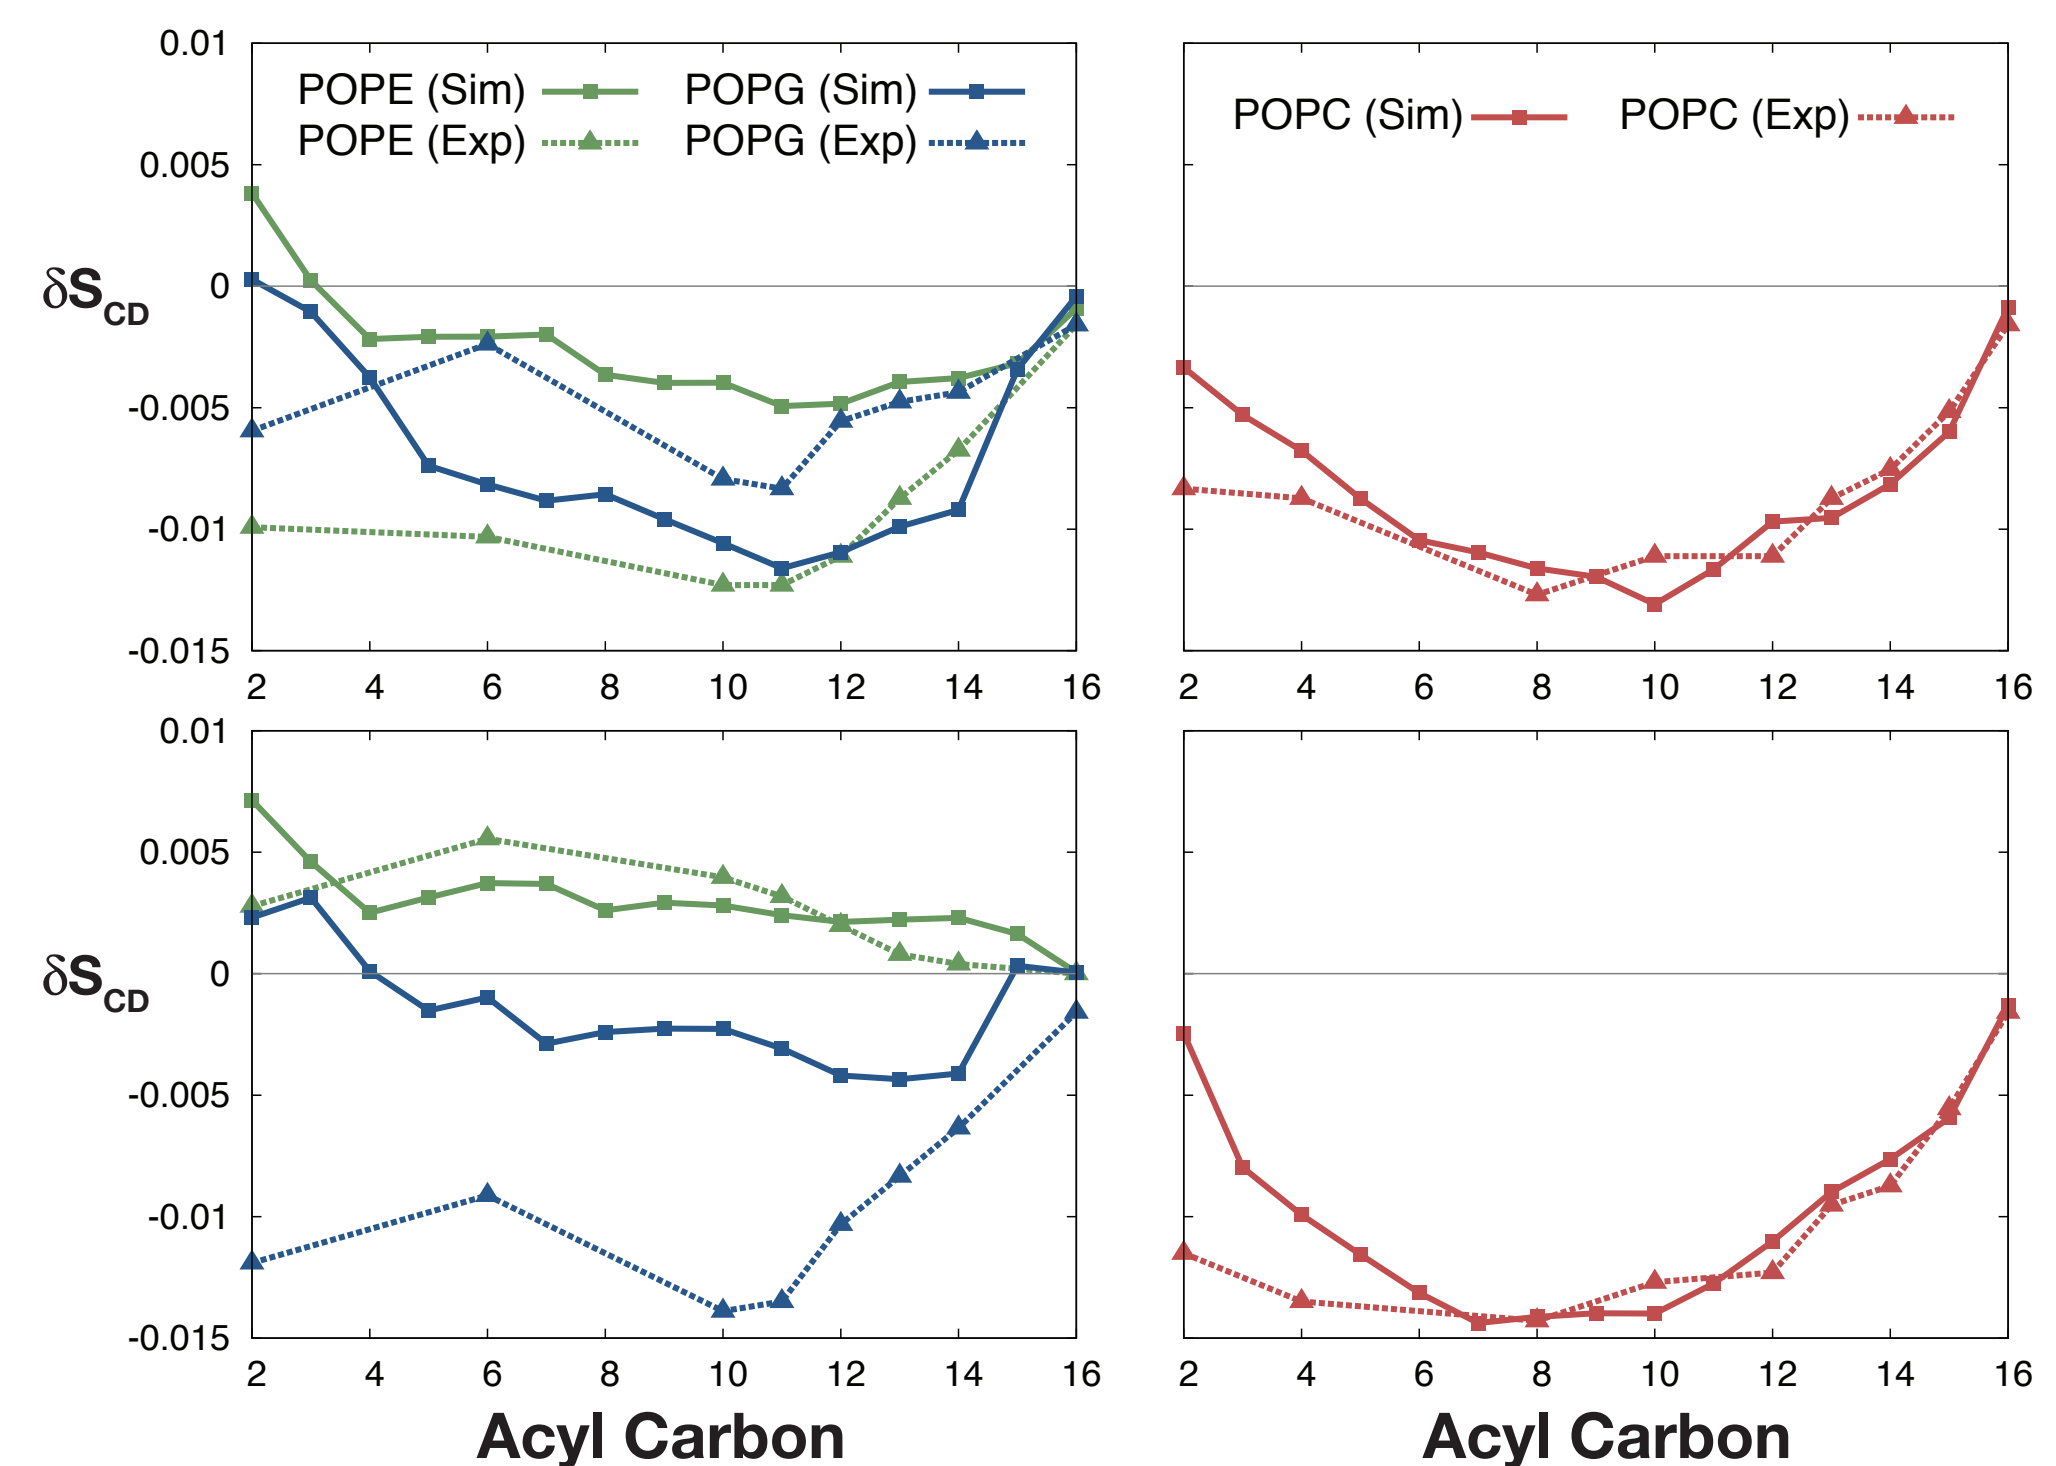 0.01
0.005
0
-0.005
-0.01
-0.015
δS_CD
POPE (Sim) POPG (Sim)
POPE (Exp) POPG (Exp)
2 4 6 8 10 12 14 16
POPC (Sim) POPC (Exp)
2 4 6 8 10 12 14 16
0.01
0.005
0
-0.005
-0.01
-0.015
δS_CD
2 4 6 8 10 12 14 16
Acyl Carbon
2 4 6 8 10 12 14 16
Acyl Carbon